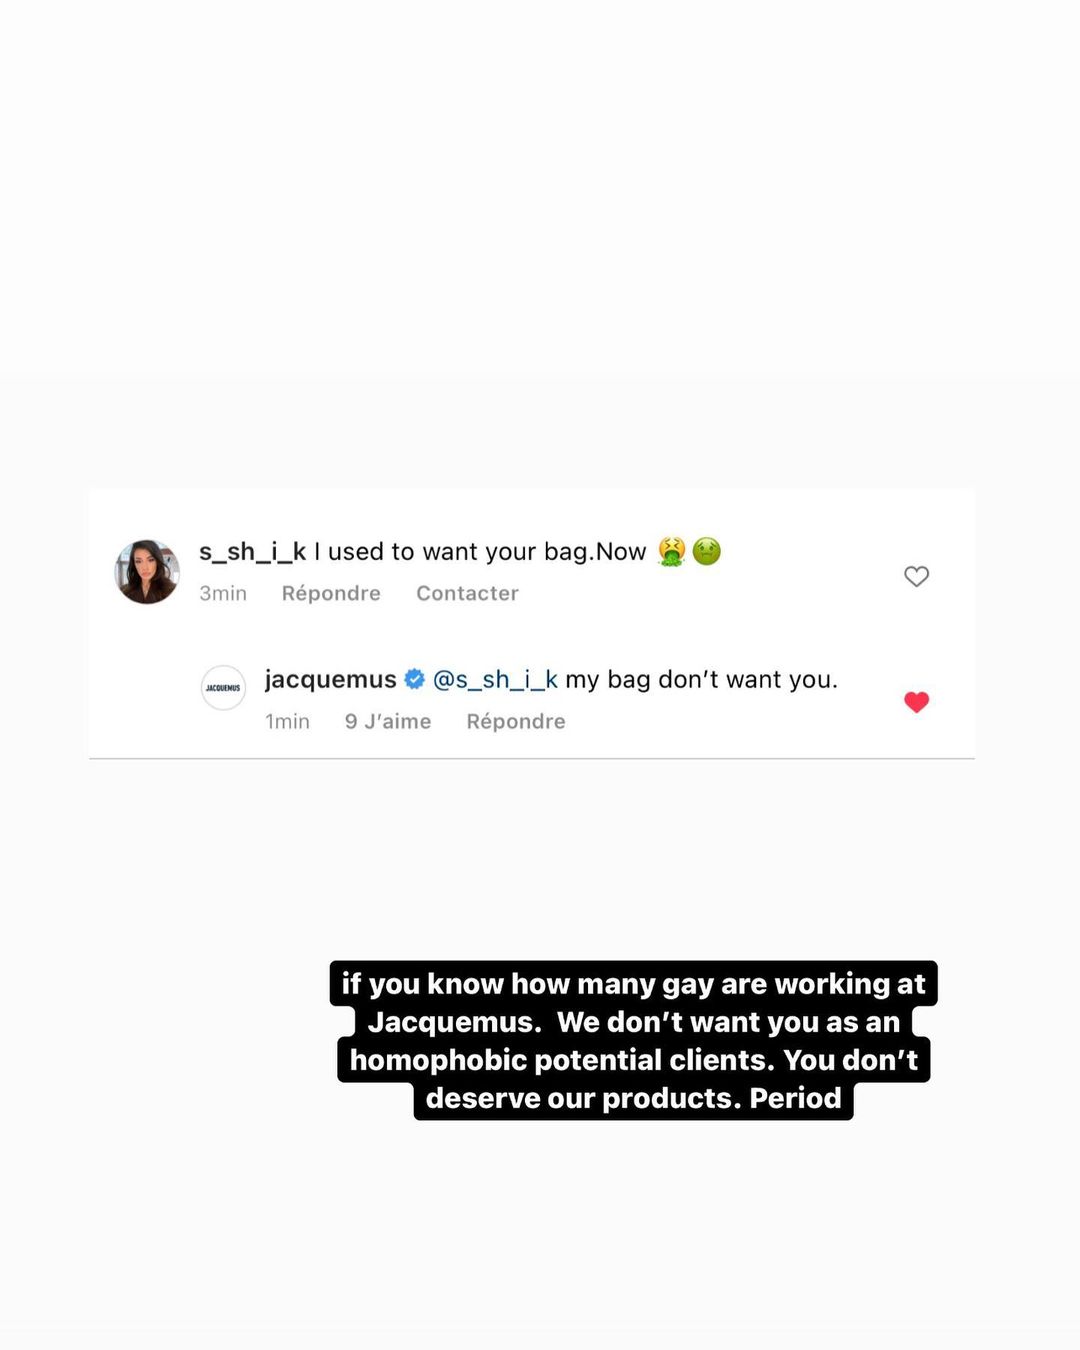 s_sh_i_k I used to want your bag.Now 🤮🤢
3min Répondre Contacter
JACQUEMUS
jacquemus @s_sh_i_k my bag don’t want you.
1min 9 J’aime Répondre
if you know how many gay are working at
Jacquemus. We don’t want you as an
homophobic potential clients. You don’t
deserve our products. Period